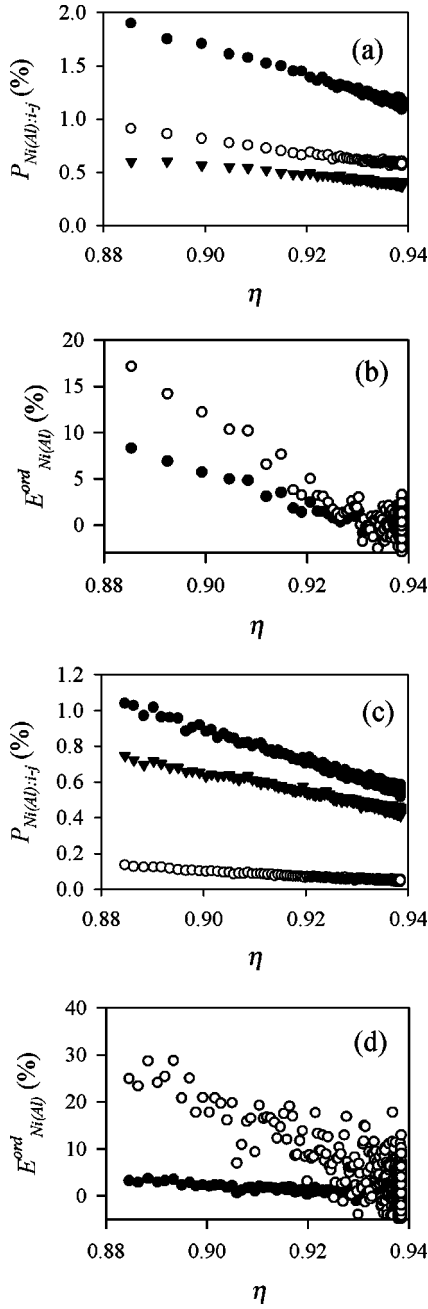 (a)
P_Ni(Al):i-j (%)
2.0
1.5
1.0
0.5
0.0
0.88 0.90 0.92 0.94
η
(b)
E^ord_Ni(Al) (%)
20
15
10
5
0
0.88 0.90 0.92 0.94
η
(c)
P_Ni(Al):i-j (%)
1.2
1.0
0.8
0.6
0.4
0.2
0.0
0.88 0.90 0.92 0.94
η
(d)
E^ord_Ni(Al) (%)
40
30
20
10
0
0.88 0.90 0.92 0.94
η